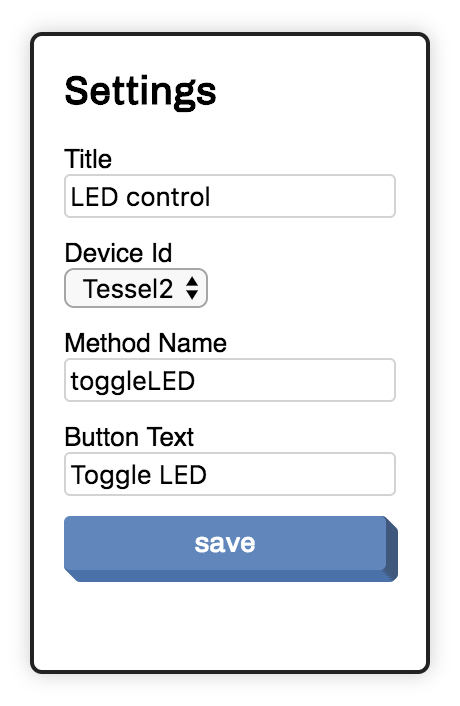 Settings
Title
LED control
Device Id
Tessel2
Method Name
toggleLED
Button Text
Toggle LED
save